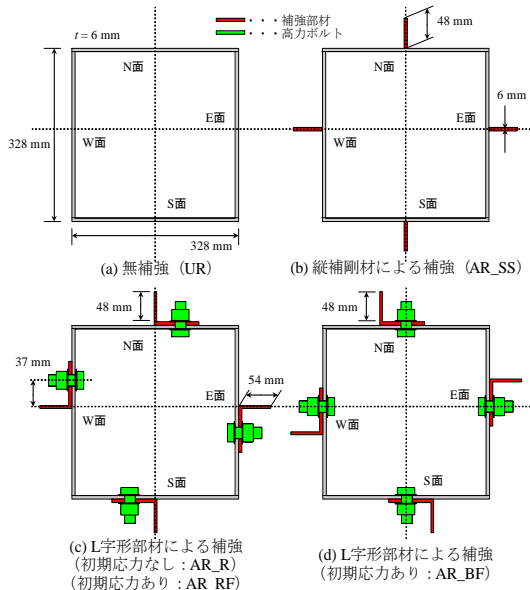 t = 6 mm
・・・補強部材
・・・高力ボルト
48 mm
N面
N面
E面
E面
6 mm
W面
W面
328 mm
S面
S面
328 mm
(a) 無補強（UR）
(b) 縦補剛材による補強（AR_SS）
48 mm
48 mm
N面
N面
37 mm
E面
54 mm
E面
W面
W面
S面
S面
(c) L字形部材による補強
（初期応力なし：AR_R）
（初期応力あり：AR_RF）
(d) L字形部材による補強
（初期応力あり：AR_BF）